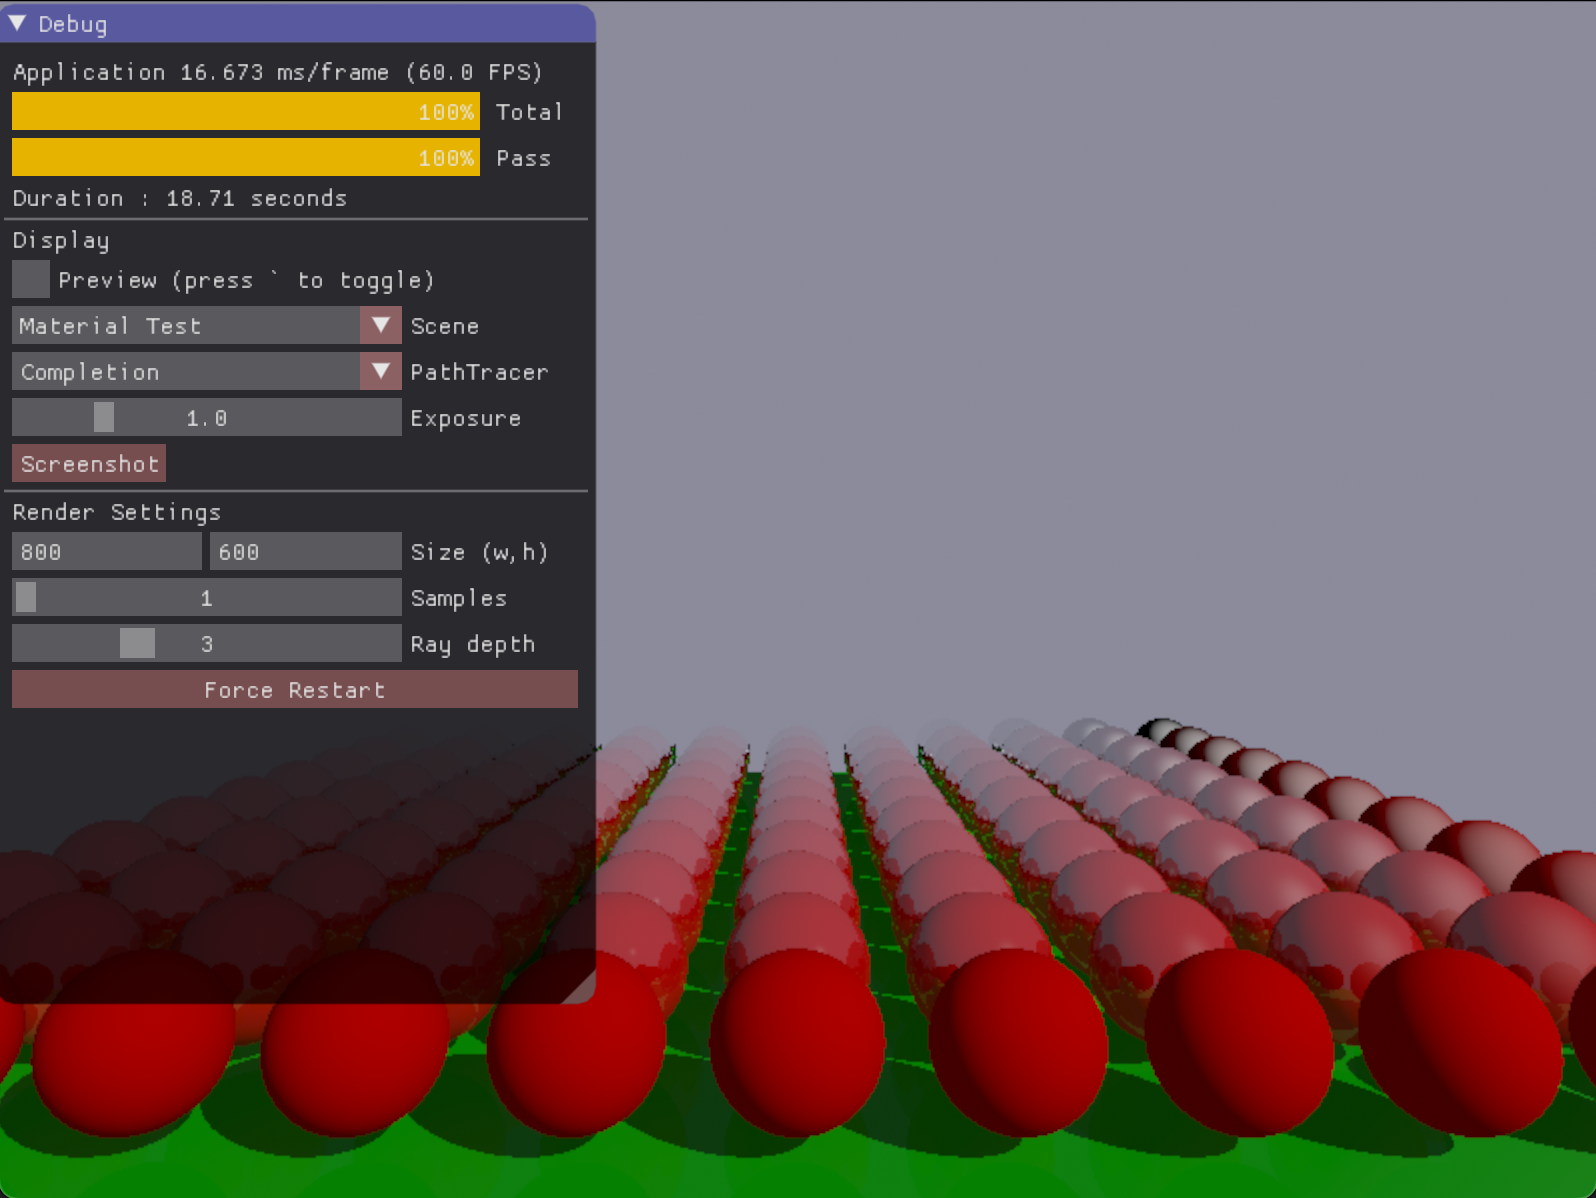 Debug
Application 16.673 ms/frame (60.0 FPS)
100% Total
100% Pass
Duration : 18.71 seconds
Display
Preview (press ` to toggle)
Material Test Scene
Completion PathTracer
1.0 Exposure
Screenshot
Render Settings
800 600 Size (w,h)
1 Samples
3 Ray depth
Force Restart